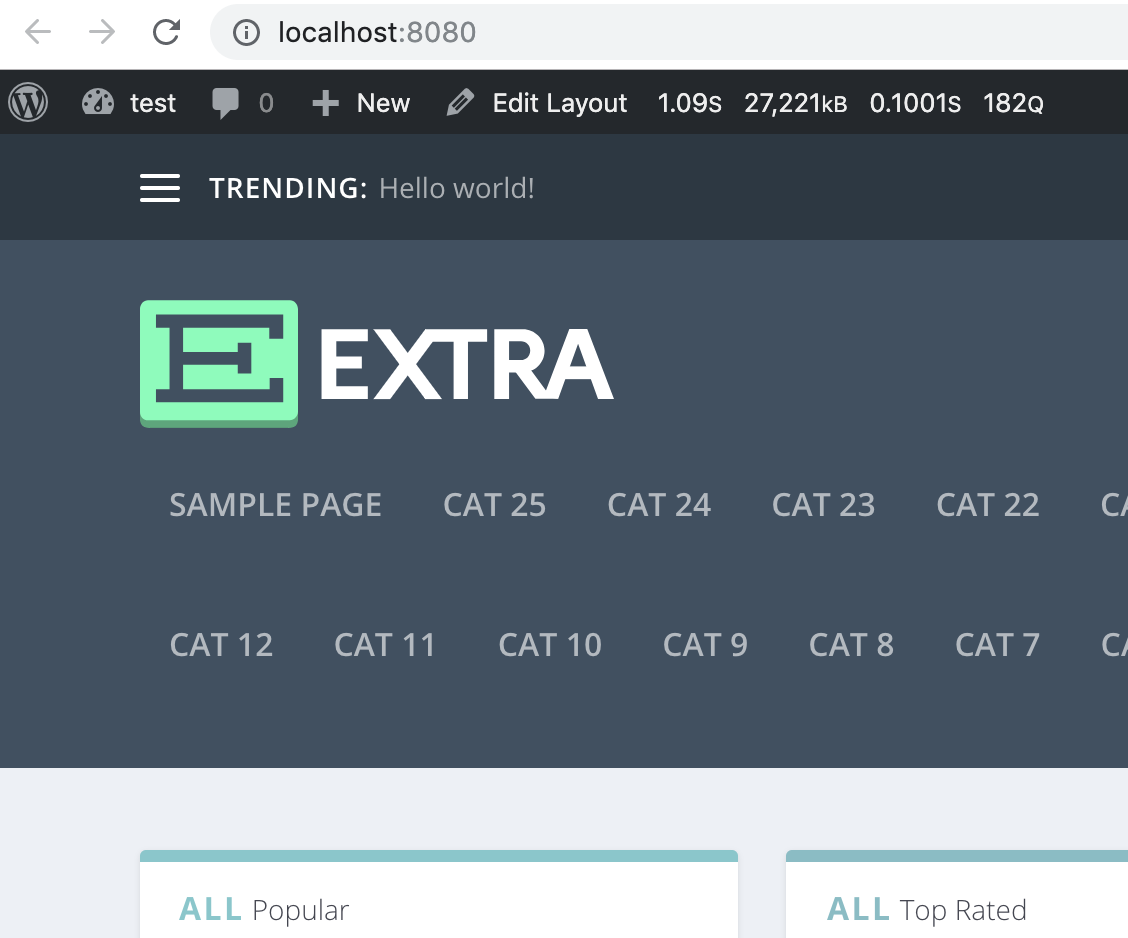 localhost:8080
test 0 New Edit Layout 1.09S 27,221KB 0.1001S 182Q
TRENDING: Hello world!
E EXTRA
SAMPLE PAGE CAT 25 CAT 24 CAT 23 CAT 22
CAT 12 CAT 11 CAT 10 CAT 9 CAT 8 CAT 7
ALL Popular
ALL Top Rated